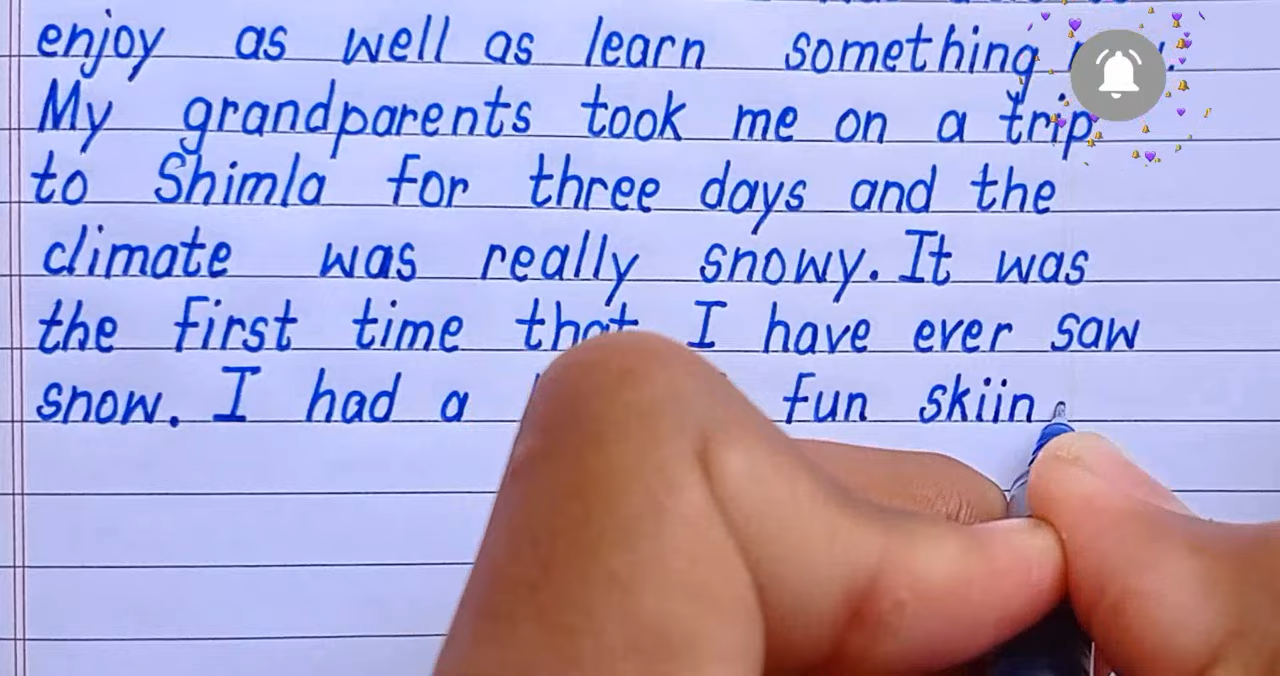 enjoy as well as learn something
My grandparents took me on a trip
to Shimla for three days and the
climate was really snowy. It was
the first time that I have ever saw
snow. I had a fun skiin